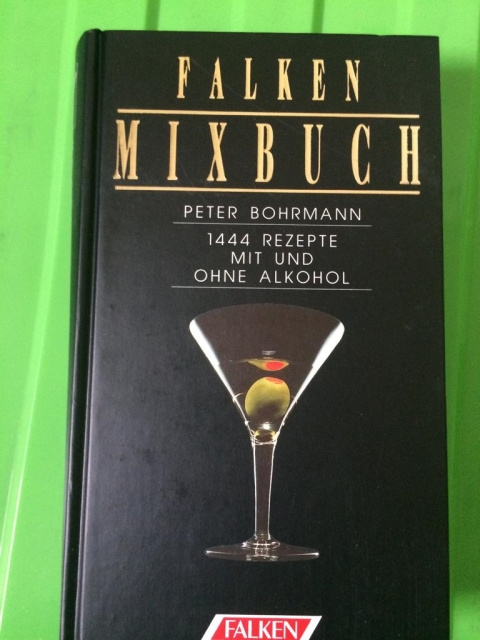 FALKEN
MIXBUCH
PETER BOHRMANN
1444 REZEPTE
MIT UND
OHNE ALKOHOL
FALKEN